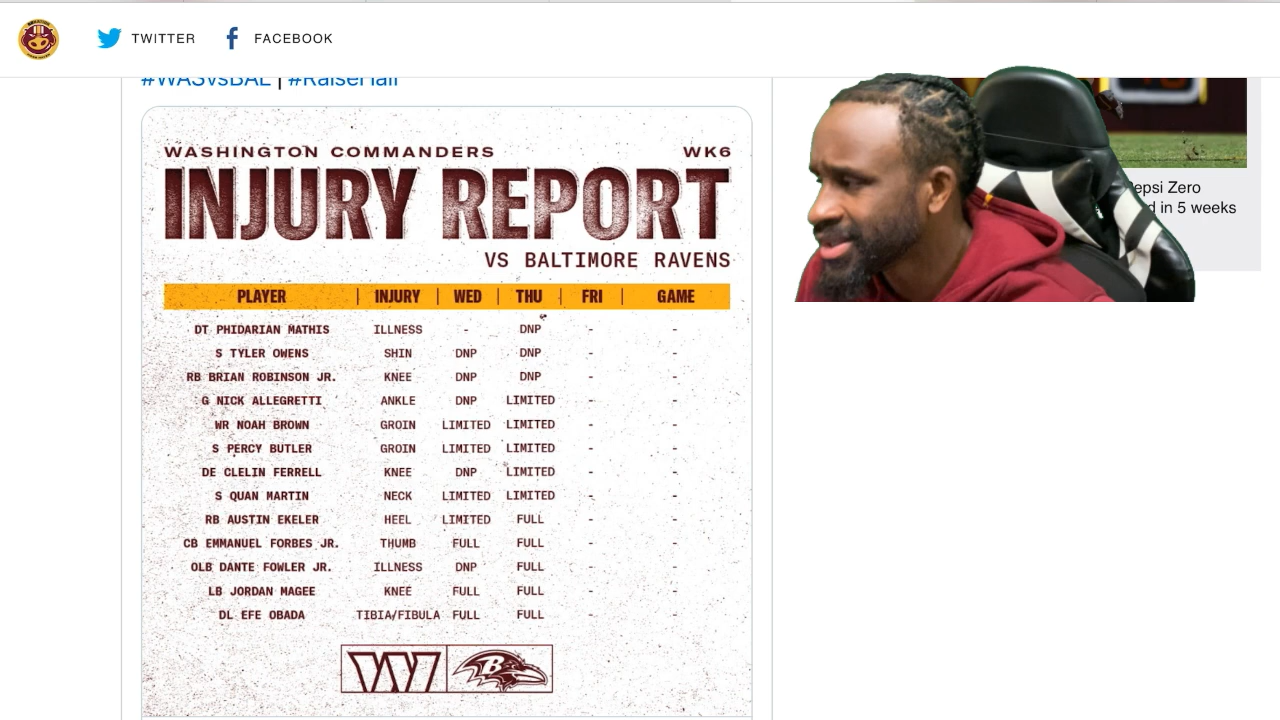 TWITTER FACEBOOK
#WASvsBAL | #RaiseHail
WASHINGTON COMMANDERS WK6
INJURY REPORT
VS BALTIMORE RAVENS
PLAYER | INJURY | WED | THU | FRI | GAME
DT PHIDARIAN MATHIS ILLNESS - DNP - -
S TYLER OWENS SHIN DNP DNP - -
RB BRIAN ROBINSON JR. KNEE DNP DNP - -
G NICK ALLEGRETTI ANKLE DNP LIMITED - -
WR NOAH BROWN GROIN LIMITED LIMITED - -
S PERCY BUTLER GROIN LIMITED LIMITED - -
DE CLELIN FERRELL KNEE DNP LIMITED - -
S QUAN MARTIN NECK LIMITED LIMITED - -
RB AUSTIN EKELER HEEL LIMITED FULL - -
CB EMMANUEL FORBES JR. THUMB FULL FULL - -
OLB DANTE FOWLER JR. ILLNESS DNP FULL - -
LB JORDAN MAGEE KNEE FULL FULL - -
DL EFE OBADA TIBIA/FIBULA FULL FULL - -
W B
epsi Zero
d in 5 weeks